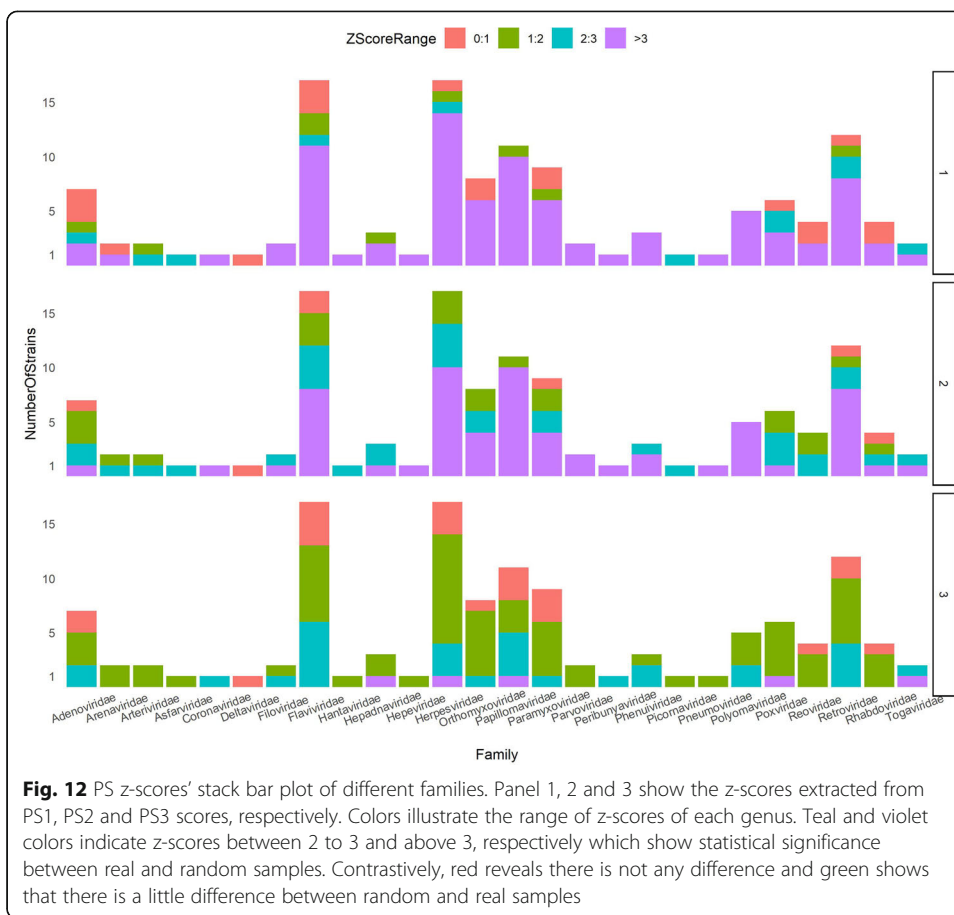 ZScoreRange 0:1 1:2 2:3 >3
15
10
5
1
1
15
10
5
1
2
NumberOfStrains
15
10
5
1
3
Adenoviridae
Arenaviridae
Arteriviridae
Asfarviridae
Coronaviridae
Deltaviridae
Filoviridae
Flaviviridae
Hantaviridae
Hepadnaviridae
Hepeviridae
Herpesviridae
Orthomyxoviridae
Papillomaviridae
Paramyxoviridae
Parvoviridae
Peribunyaviridae
Phenuiviridae
Picornaviridae
Pneumoviridae
Polyomaviridae
Poxviridae
Reoviridae
Retroviridae
Rhabdoviridae
Togaviridae
Family
Fig. 12 PS z-scores’ stack bar plot of different families. Panel 1, 2 and 3 show the z-scores extracted from
PS1, PS2 and PS3 scores, respectively. Colors illustrate the range of z-scores of each genus. Teal and violet
colors indicate z-scores between 2 to 3 and above 3, respectively which show statistical significance
between real and random samples. Contrastively, red reveals there is not any difference and green shows
that there is a little difference between random and real samples